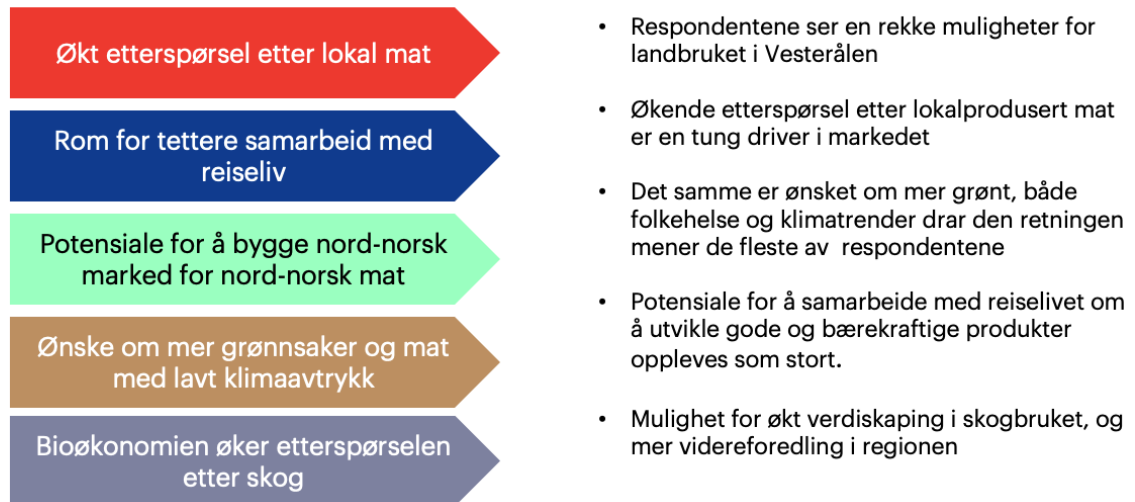 Økt etterspørsel etter lokal mat
Rom for tettere samarbeid med
reiseliv
Potensiale for å bygge nord-norsk
marked for nord-norsk mat
Ønske om mer grønnsaker og mat
med lavt klimaavtrykk
Bioøkonomien øker etterspørselen
etter skog
• Respondentene ser en rekke muligheter for
landbruket i Vesterålen
• Økende etterspørsel etter lokalprodusert mat
er en tung driver i markedet
• Det samme er ønsket om mer grønt, både
folkehelse og klimatrender drar den retningen
mener de fleste av  respondentene
• Potensiale for å samarbeide med reiselivet om
å utvikle gode og bærekraftige produkter
oppleves som stort.
• Mulighet for økt verdiskaping i skogbruket, og
mer videreforedling i regionen